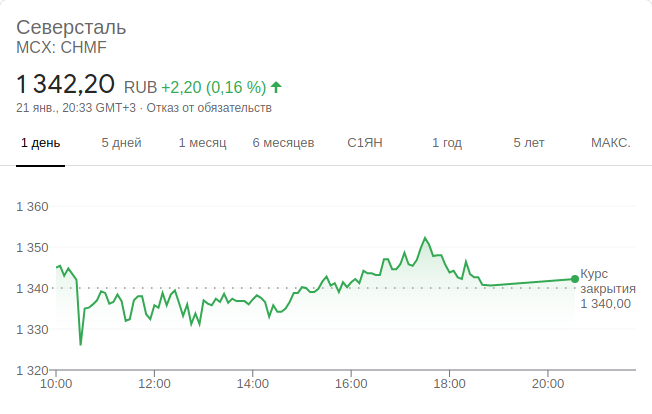 Северсталь
MCX: CHMF
1 342,20 RUB +2,20 (0,16 %)
21 янв., 20:33 GMT+3 · Отказ от обязательств
1 день 5 дней 1 месяц 6 месяцев С1ЯН 1 год 5 лет МАКС.
1 360
1 350
1 340
1 330
1 320
Курс
закрытия
1 340,00
10:00 12:00 14:00 16:00 18:00 20:00